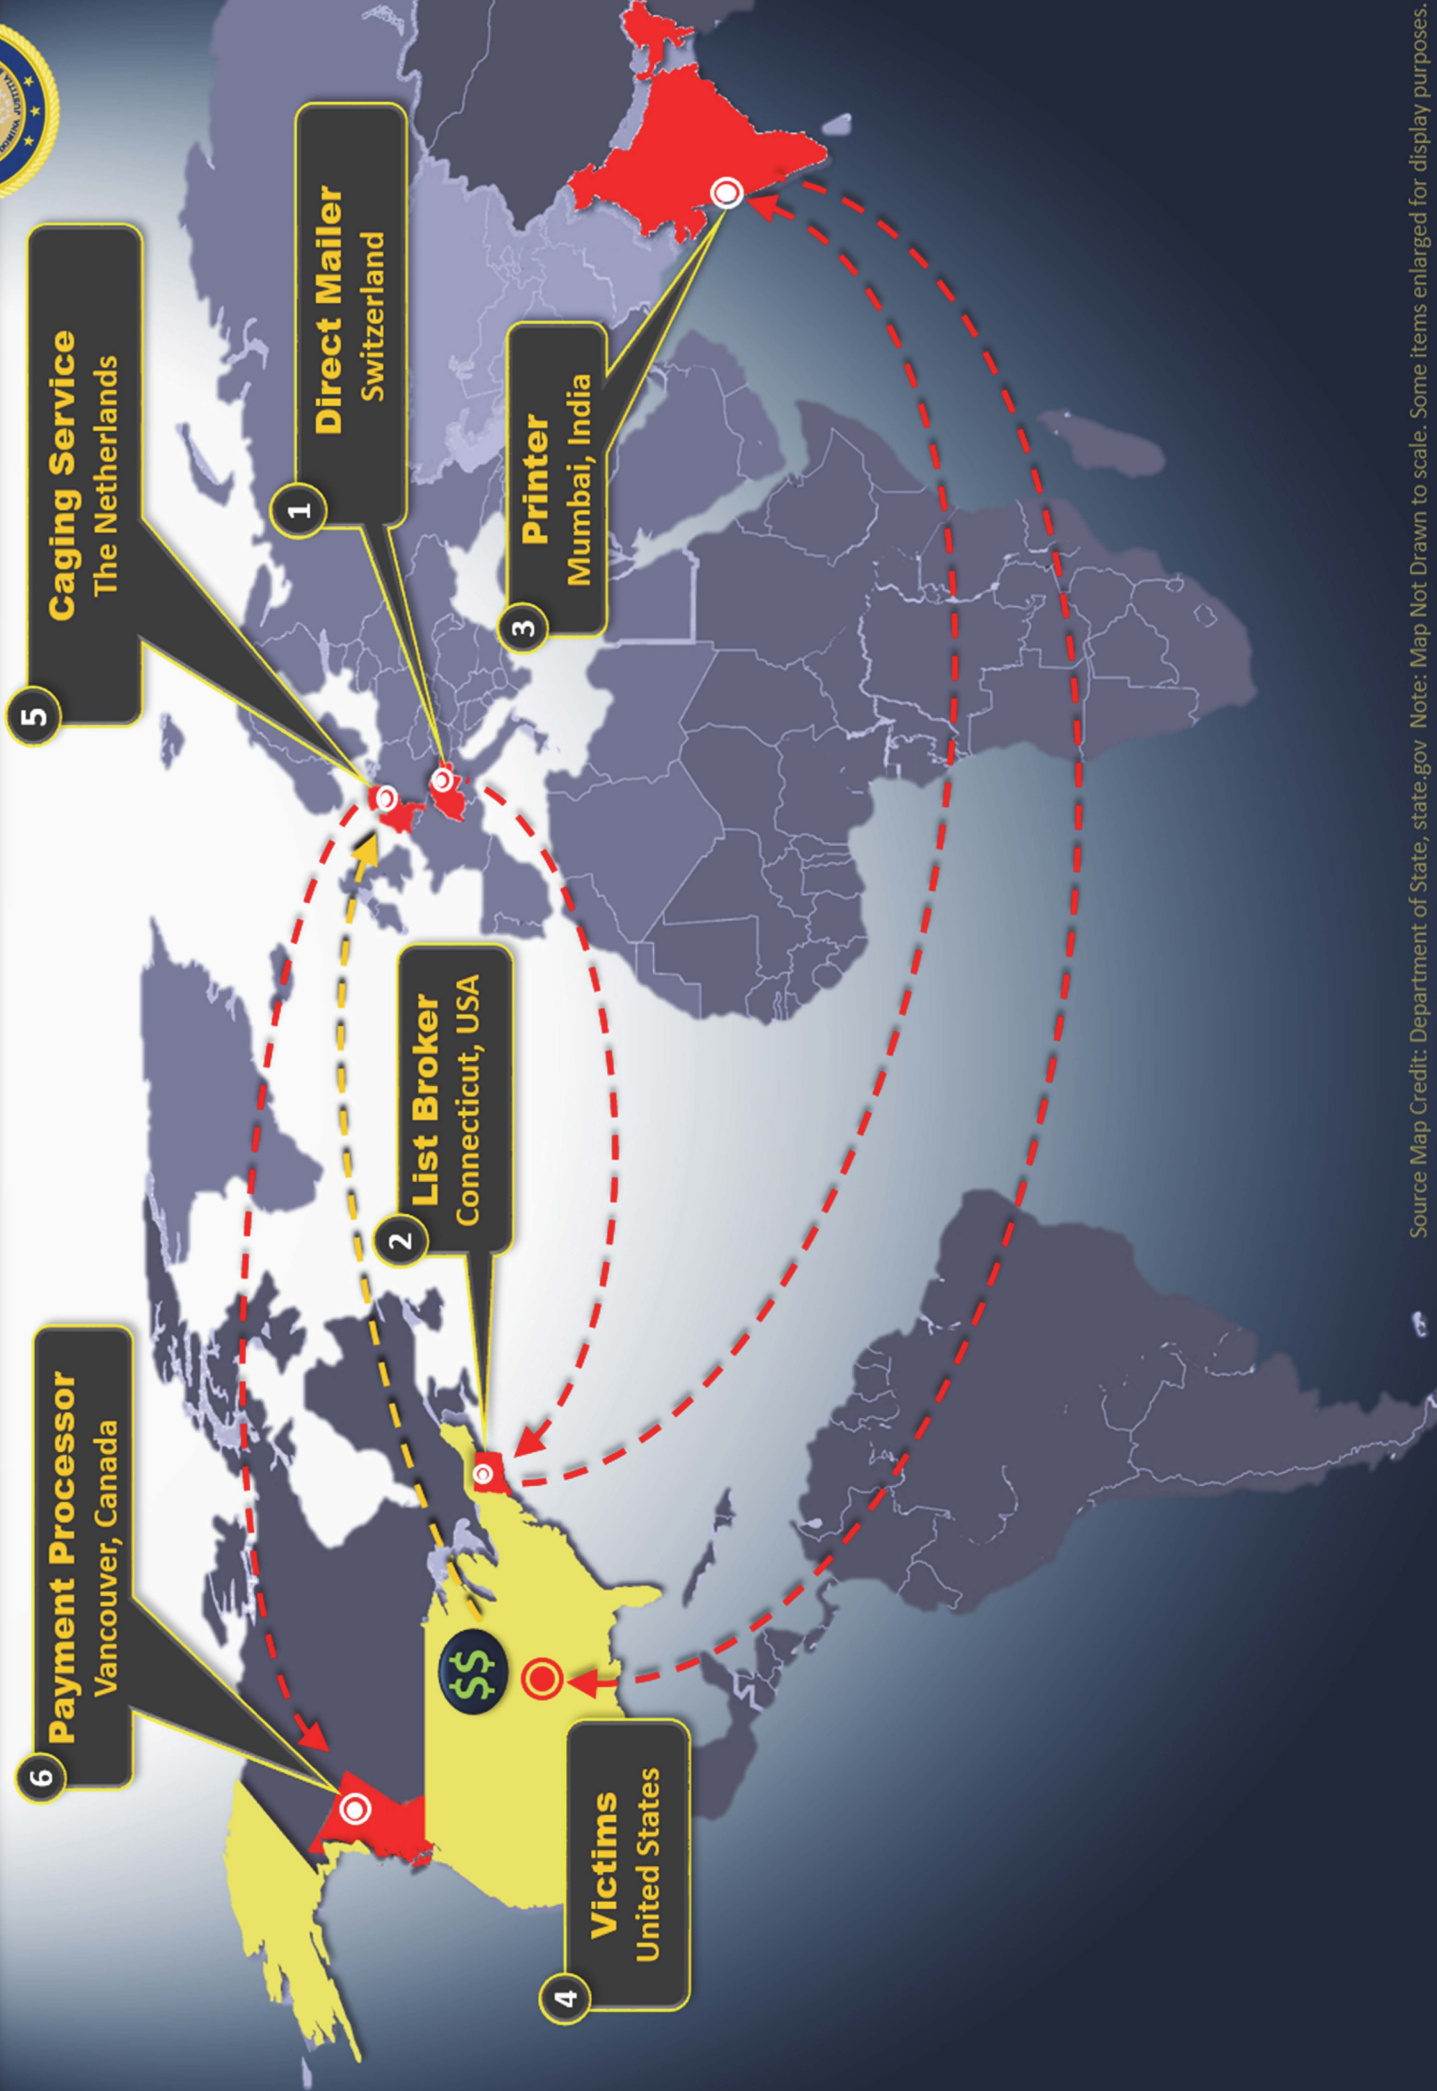 5
Caging Service
The Netherlands
1
Direct Mailer
Switzerland
3
Printer
Mumbai, India
6
Payment Processor
Vancouver, Canada
2
List Broker
Connecticut, USA
$$
4
Victims
United States
Source Map Credit: Department of State, state.gov Note: Map Not Drawn to scale. Some items enlarged for display purposes.